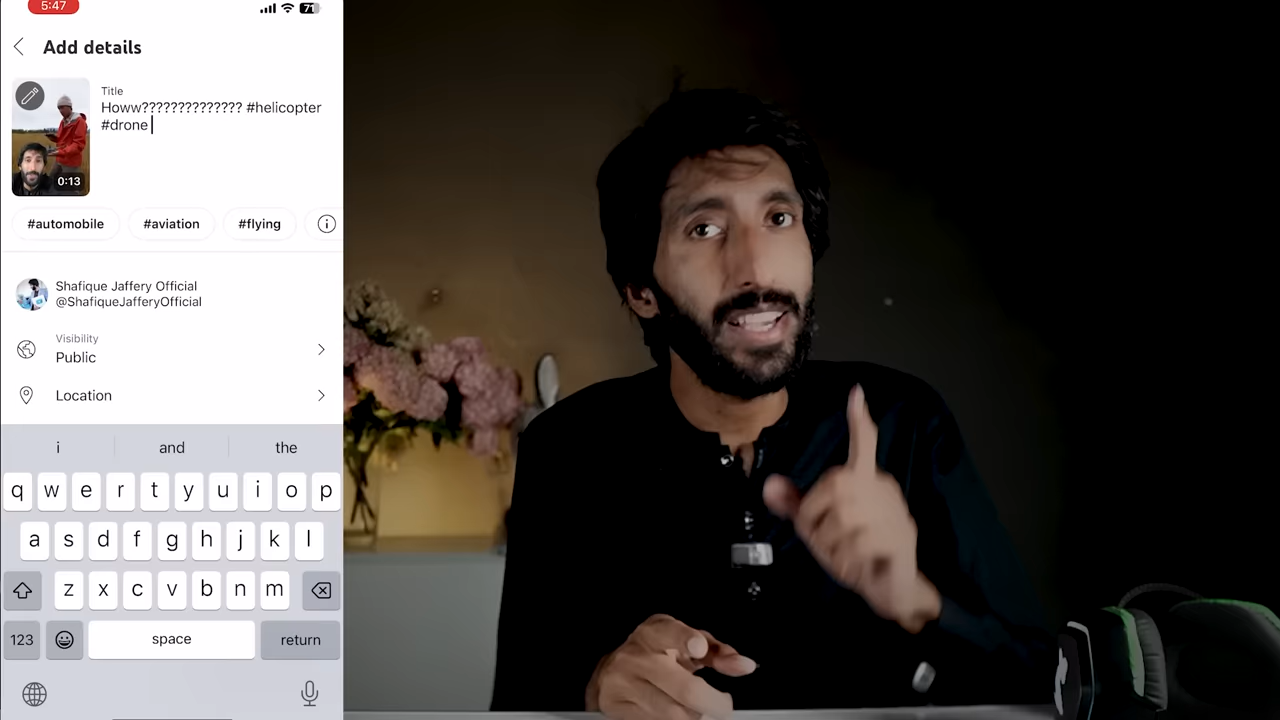 5:47
71
Add details
Title
Howw?????????????? #helicopter
#drone
0:13
#automobile
#aviation
#flying
Shafique Jaffery Official
@ShafiqueJafferyOfficial
Visibility
Public
Location
i
and
the
q w e r t y u i o p
a s d f g h j k l
z x c v b n m
123
space
return